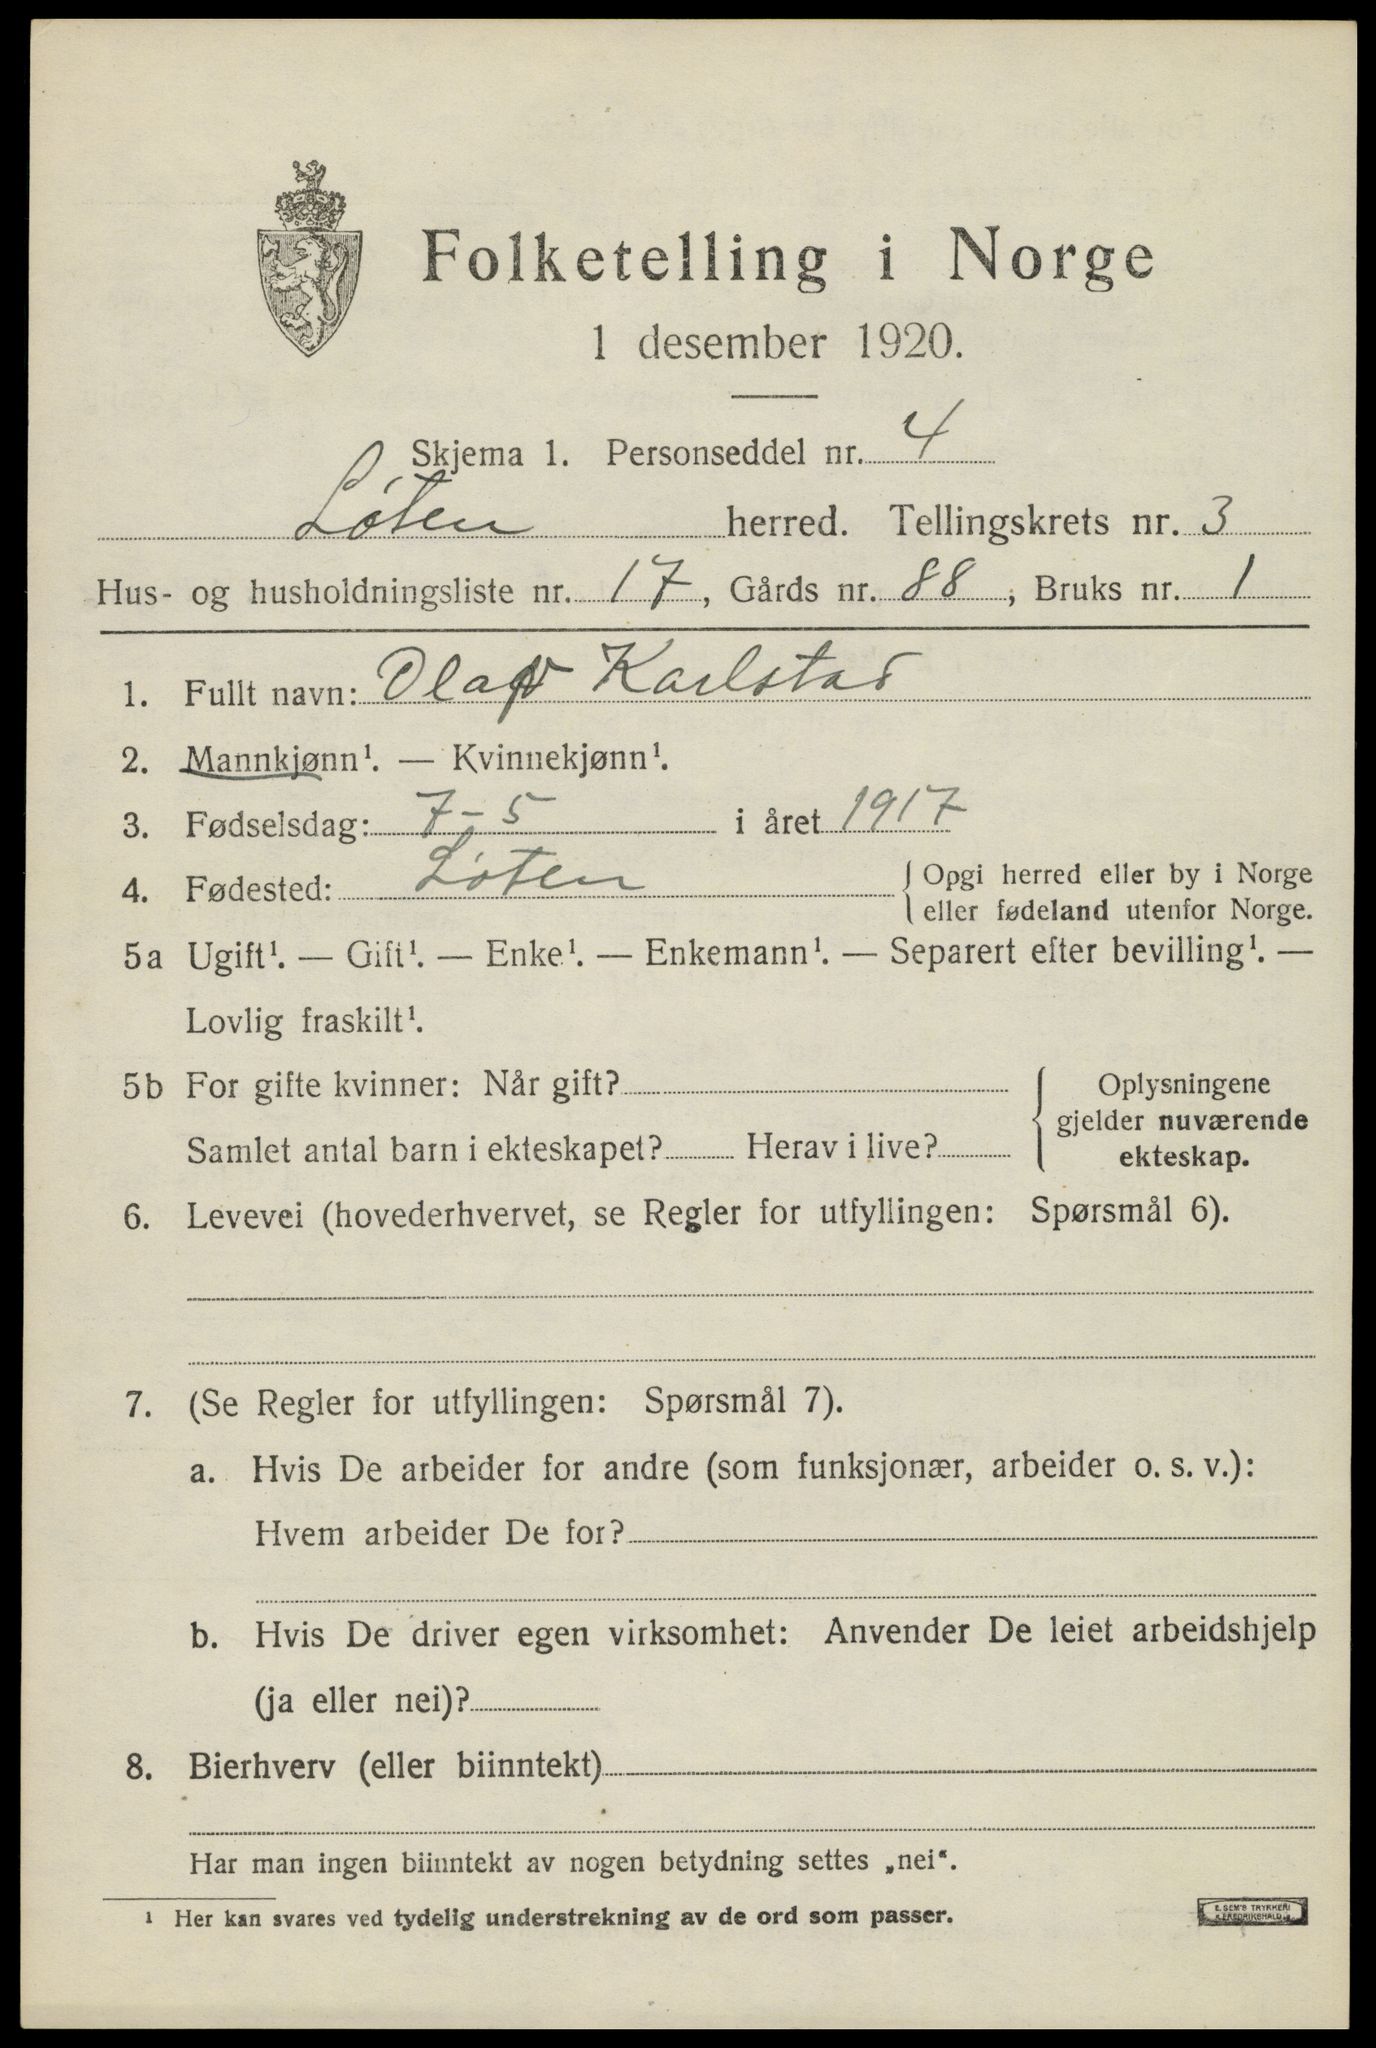 Folketelling i Norge
1 desember 1920.
Skjema 1. Personseddel nr. 4
Løten herred. Tellingskrets nr. 3
Hus- og husholdningsliste nr. 17, Gårds nr. 88, Bruks nr. 1
1. Fullt navn: Olav Karlstad
2. Mannkjønn¹. — Kvinnekjønn¹.
3. Fødselsdag: 7-5 i året 1917
4. Fødested: Løten { Opgi herred eller by i Norge
eller fødeland utenfor Norge.
5a Ugift¹. — Gift¹. — Enke¹. — Enkemann¹. — Separert efter bevilling¹. —
Lovlig fraskilt¹.
5b For gifte kvinner: Når gift?
Samlet antal barn i ekteskapet? Herav i live?
Oplysningene
gjelder nuværende
ekteskap.
6. Levevei (hovederhvervet, se Regler for utfyllingen: Spørsmål 6).
7. (Se Regler for utfyllingen: Spørsmål 7).
a. Hvis De arbeider for andre (som funksjonær, arbeider o. s. v.):
Hvem arbeider De for?
b. Hvis De driver egen virksomhet: Anvender De leiet arbeidshjelp
(ja eller nei)?
8. Bierhverv (eller biinntekt)
Har man ingen biinntekt av nogen betydning settes „nei“.
¹ Her kan svares ved tydelig understrekning av de ord som passer.
E. SEM'S TRYKKERI
FREDRIKSHALD